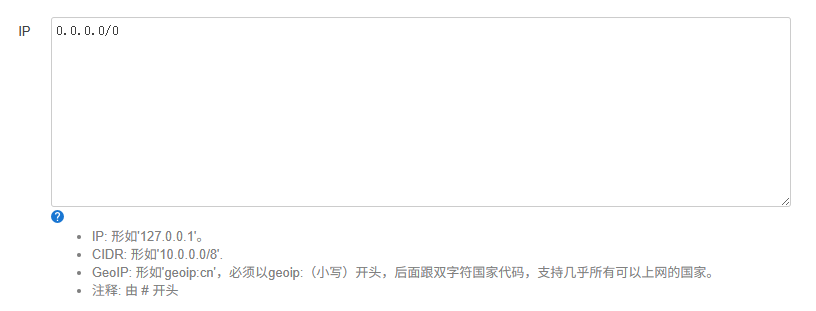 IP
0.0.0.0/0
?
IP: 形如'127.0.0.1'。
CIDR: 形如'10.0.0.0/8'.
GeoIP: 形如'geoip:cn'，必须以geoip:（小写）开头，后面跟双字符国家代码，支持几乎所有可以上网的国家。
注释: 由 # 开头